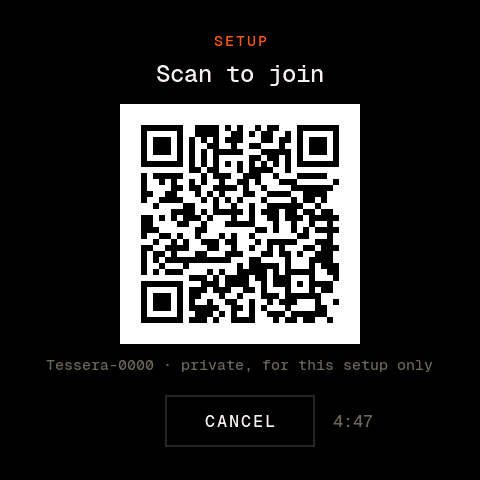 SETUP
Scan to join
Tessera-0000 · private, for this setup only
CANCEL 4:47